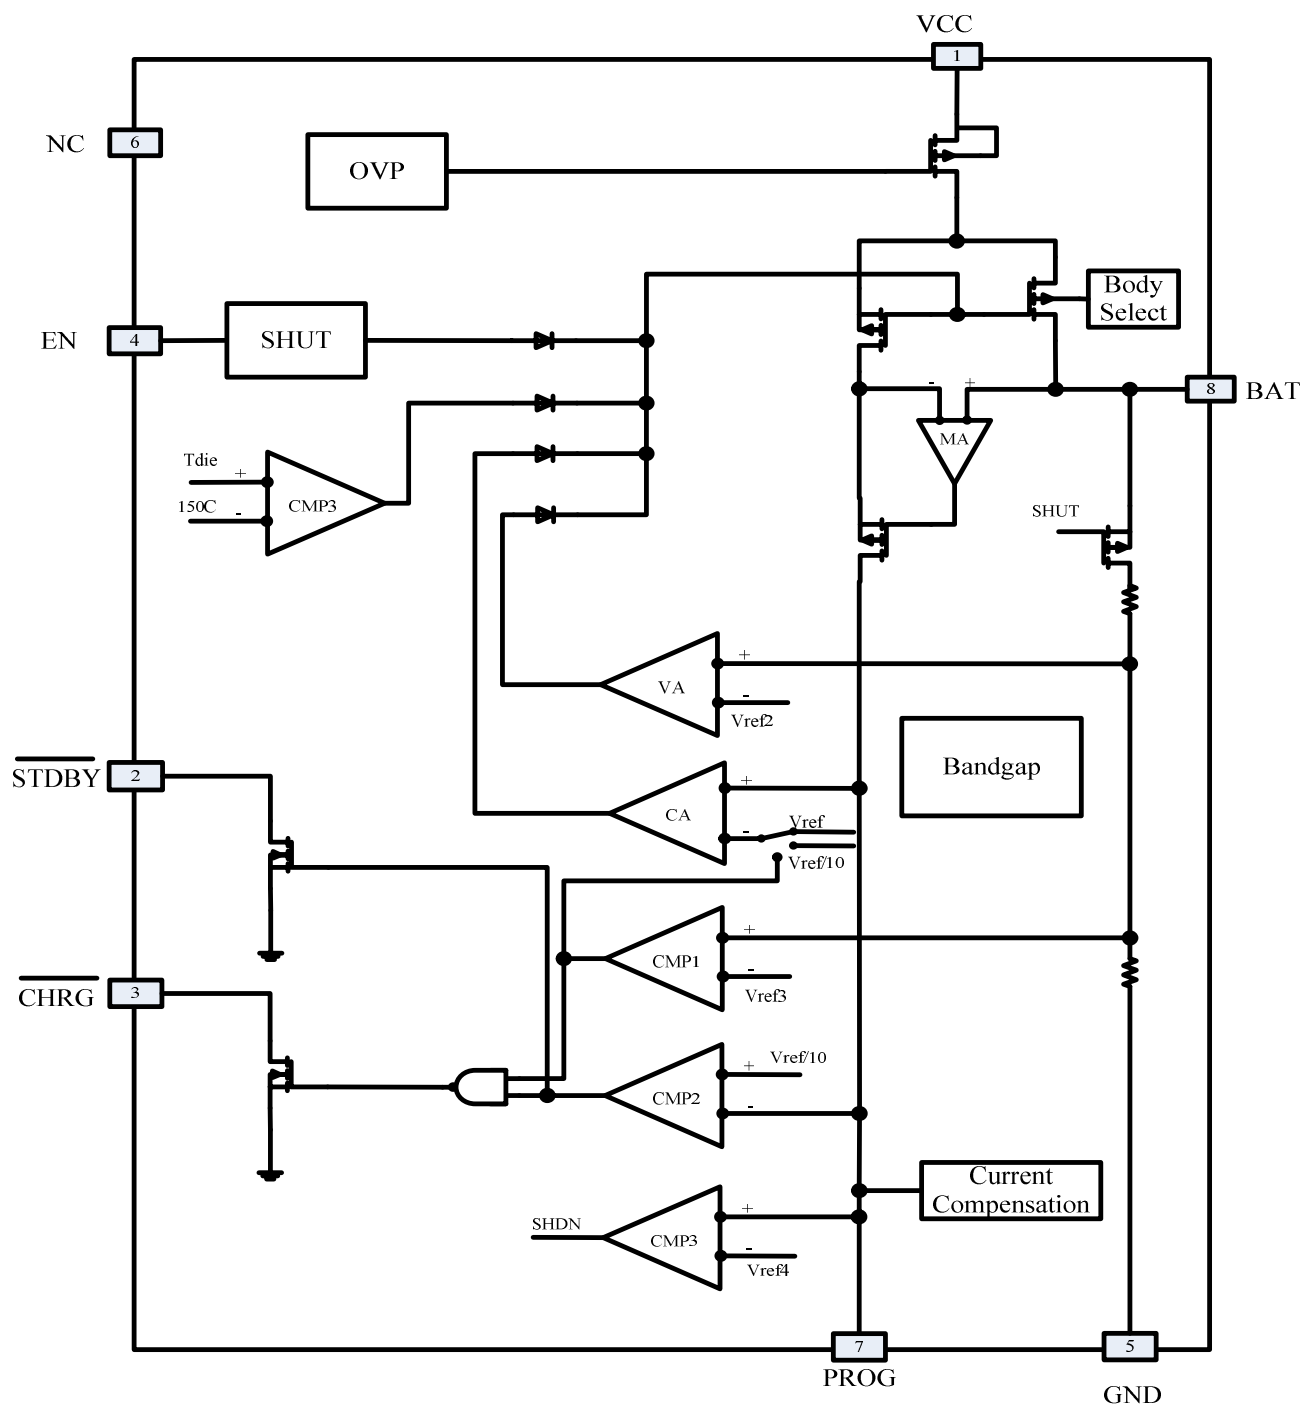 VCC
1
NC
6
OVP
Body
Select
EN
4
SHUT
8
BAT
- +
MA
Tdie
+
150C
-
CMP3
SHUT
VA
+
-
Vref2
STDBY
2
Bandgap
CA
+
-
Vref
Vref/10
CMP1
+
-
Vref3
CHRG
3
CMP2
+
Vref/10
-
Current
Compensation
SHDN
CMP3
+
-
Vref4
7
PROG
5
GND